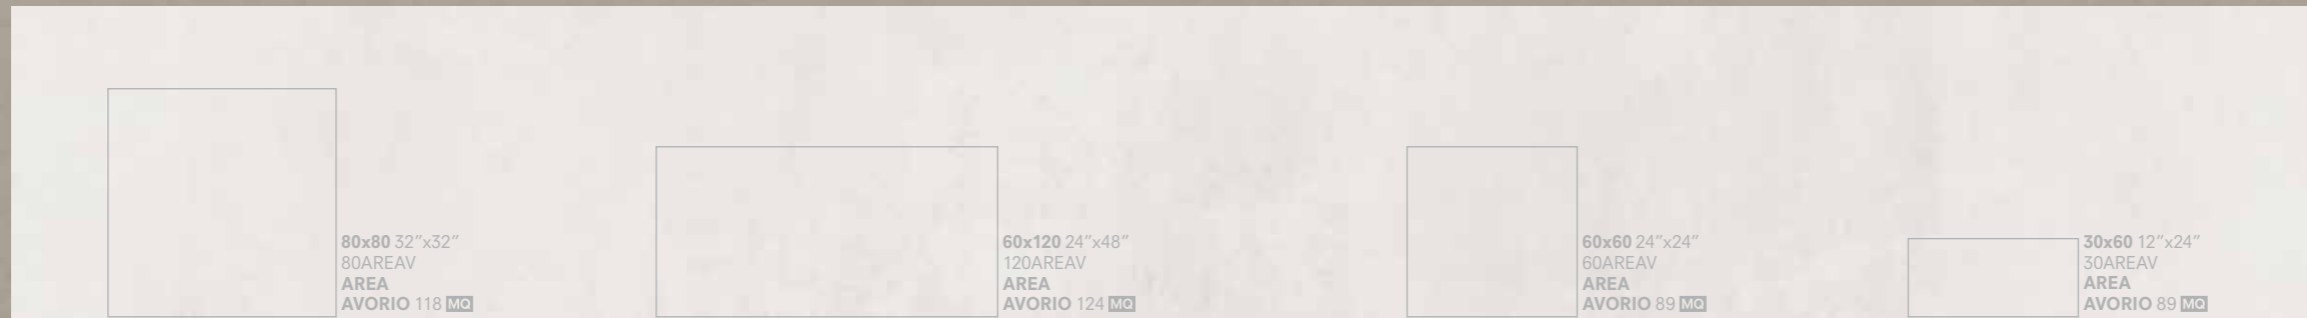 80x80 32″x32″
80AREAV
AREA
AVORIO 118 MQ
60x120 24″x48″
120AREAV
AREA
AVORIO 124 MQ
60x60 24″x24″
60AREAV
AREA
AVORIO 89 MQ
30x60 12″x24″
30AREAV
AREA
AVORIO 89 MQ